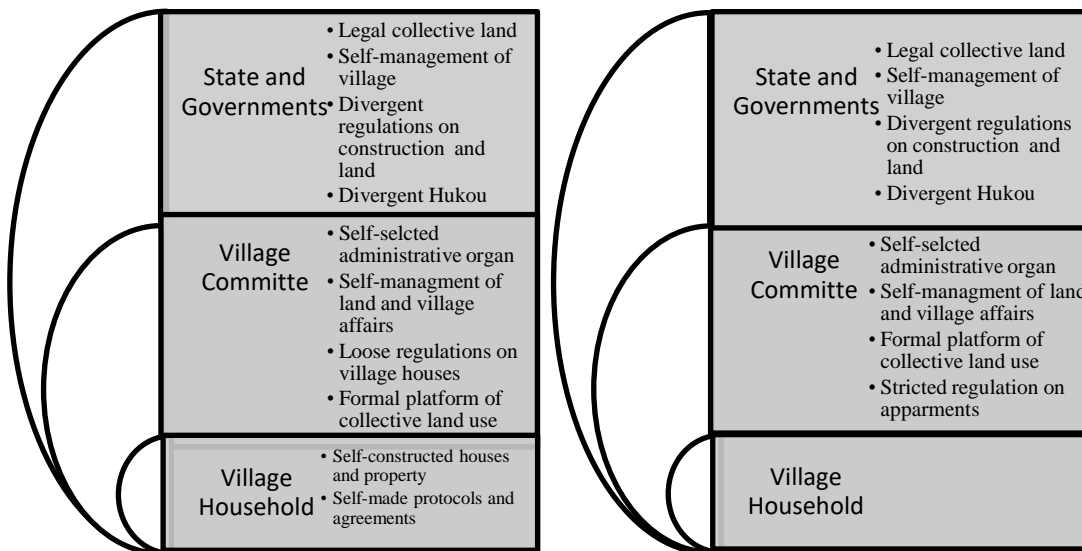 State and
Governments
• Legal collective land
• Self-management of
village
• Divergent
regulations on
construction and
land
• Divergent Hukou
Village
Committe
• Self-selcted
administrative organ
• Self-managment of
land and village
affairs
• Loose regulations on
village houses
• Formal platform of
collective land use
Village
Household
• Self-constructed houses
and property
• Self-made protocols and
agreements
State and
Governments
• Legal collective land
• Self-management of
village
• Divergent regulations
on construction and
land
• Divergent Hukou
Village
Committe
• Self-selcted
administrative organ
• Self-managment of land
and village affairs
• Formal platform of
collective land use
• Stricted regulation on
apparments
Village
Household